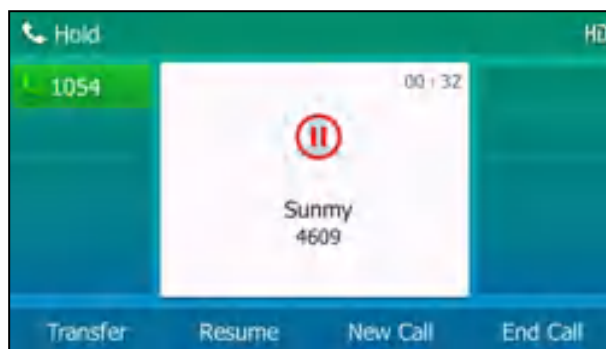 Hold
HD
1054
00 : 32
Sunmy
4609
Transfer Resume New Call End Call